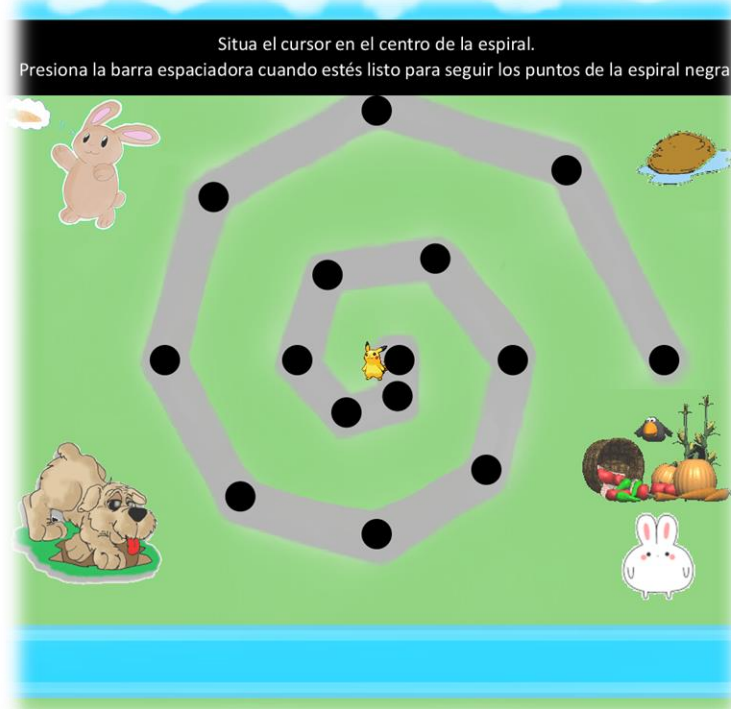 Situa el cursor en el centro de la espiral.
Presiona la barra espaciadora cuando estés listo para seguir los puntos de la espiral negra